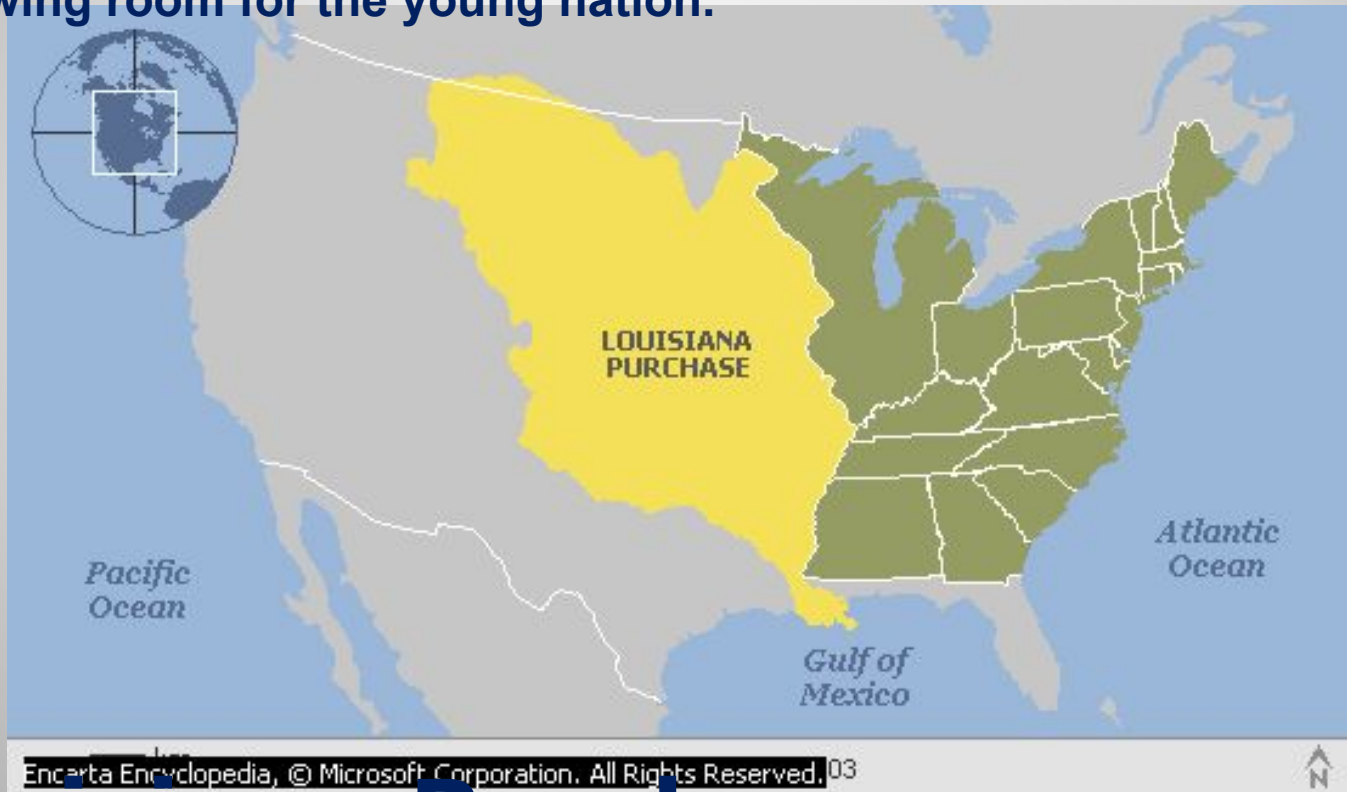 wing room for the young nation.
LOUISIANA
PURCHASE
Atlantic
Ocean
Pacific
Ocean
Gulf of
Mexico
Encarta Encyclopedia, © Microsoft Corporation. All Rights Reserved. 03
N